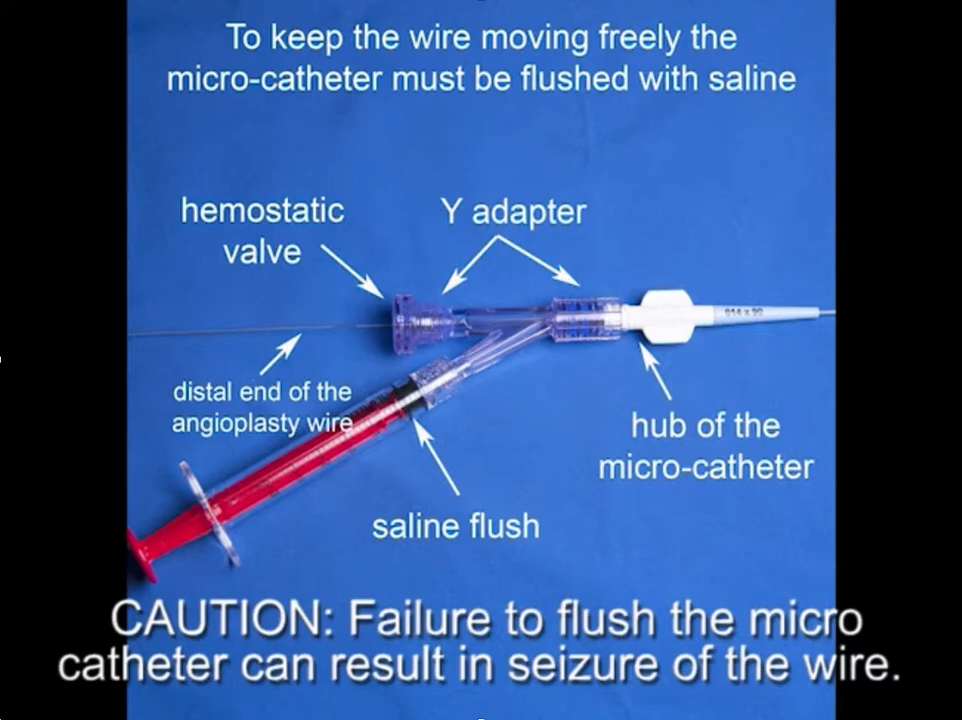 To keep the wire moving freely the
micro-catheter must be flushed with saline
hemostatic
valve
Y adapter
014 x 90
distal end of the
angioplasty wire
hub of the
micro-catheter
saline flush
CAUTION: Failure to flush the micro
catheter can result in seizure of the wire.